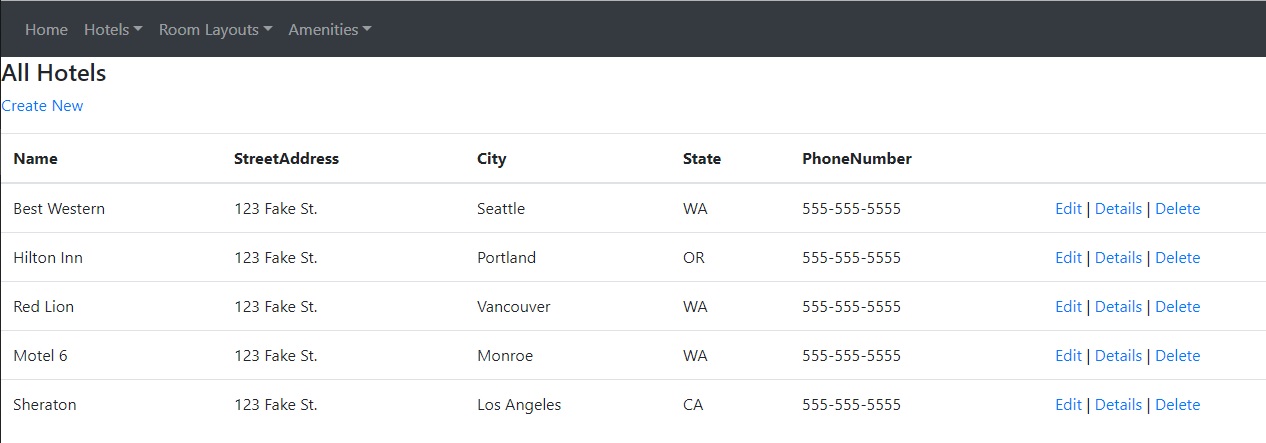 Home Hotels Room Layouts Amenities
All Hotels
Create New
Name StreetAddress City State PhoneNumber
Best Western 123 Fake St. Seattle WA 555-555-5555 Edit | Details | Delete
Hilton Inn 123 Fake St. Portland OR 555-555-5555 Edit | Details | Delete
Red Lion 123 Fake St. Vancouver WA 555-555-5555 Edit | Details | Delete
Motel 6 123 Fake St. Monroe WA 555-555-5555 Edit | Details | Delete
Sheraton 123 Fake St. Los Angeles CA 555-555-5555 Edit | Details | Delete